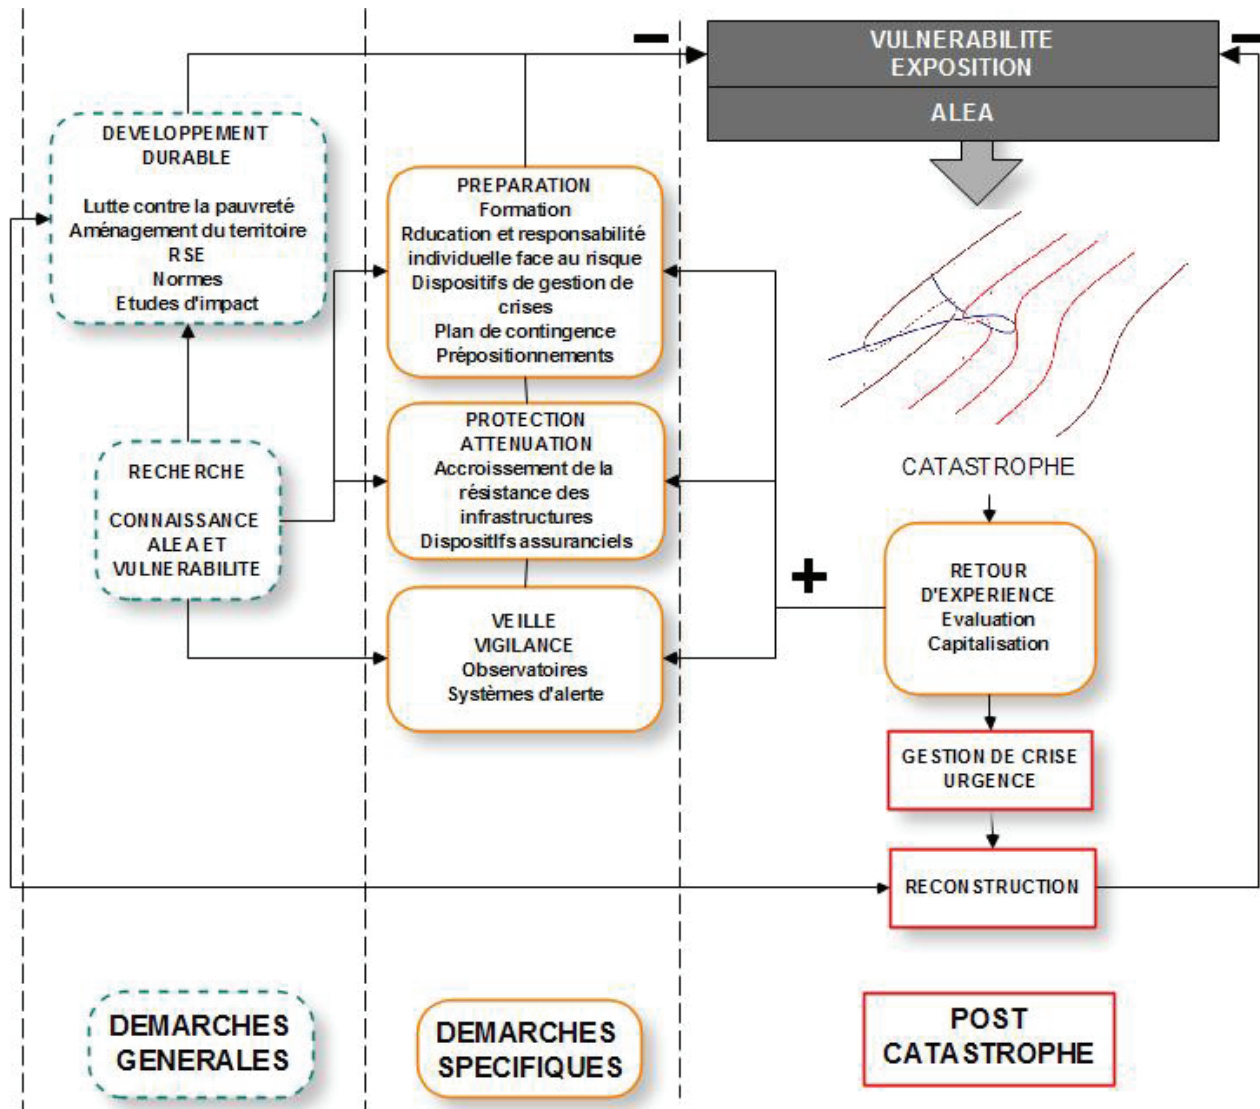 VULNERABILITE
EXPOSITION
ALEA
DEVELOPPEMENT
DURABLE
Lutte contre la pauvreté
Aménagement du territoire
RSE
Normes
Etudes d'impact
PREPARATION
Formation
Rducation et responsabilité
individuelle face au risque
Dispositifs de gestion de
crises
Plan de contingence
Prépositionnements
RECHERCHE
CONNAISSANCE
ALEA ET
VULNERABILITE
PROTECTION
ATTENUATION
Accroissement de la
résistance des
infrastructures
Dispositifs assuranciels
VEILLE
VIGILANCE
Observatoires
Systèmes d'alerte
CATASTROPHE
RETOUR
D'EXPERIENCE
Evaluation
Capitalisation
GESTION DE CRISE
URGENCE
RECONSTRUCTION
DEMARCHES
GENERALES
DEMARCHES
SPECIFIQUES
POST
CATASTROPHE